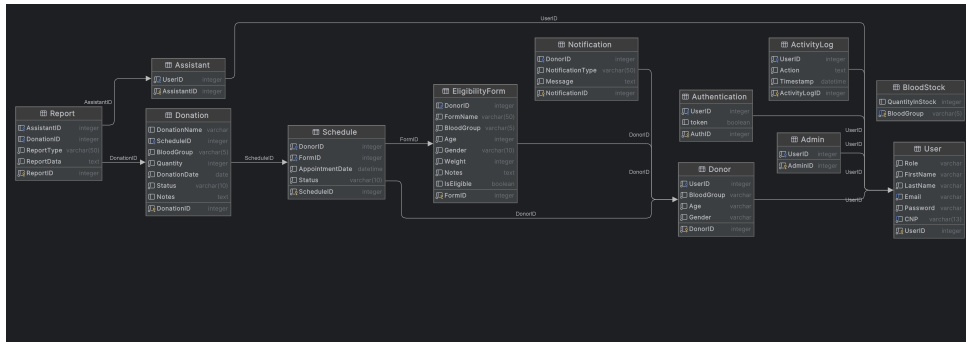 UserID
Notification
DonorID integer
NotificationType varchar(50)
Message text
NotificationID integer
ActivityLog
UserID integer
Action text
Timestamp datetime
ActivityLogID integer
Assistant
UserID integer
AssistantID integer
BloodStock
QuantityInStock integer
BloodGroup varchar(5)
EligibilityForm
DonorID integer
FormName varchar(50)
BloodGroup varchar(5)
Age integer
Gender varchar(10)
Weight integer
Notes text
IsEligible boolean
FormID integer
Authentication
UserID integer
token boolean
AuthID integer
AssistantID
Report
AssistantID integer
DonationID integer
ReportType varchar(50)
ReportData text
ReportID integer
DonationID
Donation
DonationName varchar
ScheduleID integer
BloodGroup varchar(5)
Quantity integer
DonationDate date
Status varchar(10)
Notes text
DonationID integer
ScheduleID
Schedule
DonorID integer
FormID integer
AppointmentDate datetime
Status varchar(10)
ScheduleID integer
FormID
DonorID
DonorID
DonorID
Admin
UserID integer
AdminID integer
UserID
UserID
UserID
UserID
Donor
UserID integer
BloodGroup varchar
Age varchar
Gender varchar
DonorID integer
User
Role varchar
FirstName varchar
LastName varchar
Email varchar
Password varchar
CNP varchar(13)
UserID integer